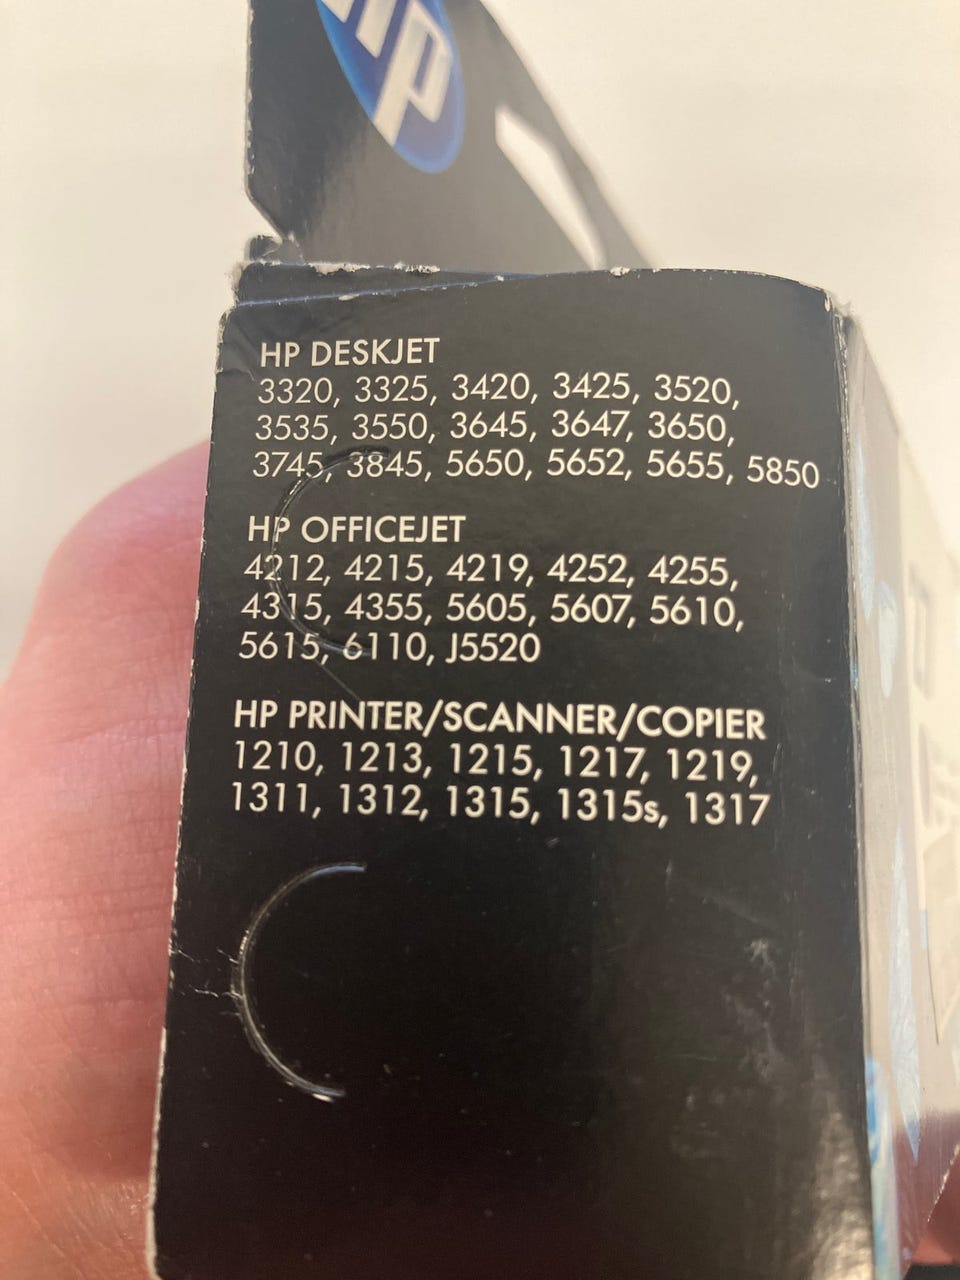 hp
HP DESKJET
3320, 3325, 3420, 3425, 3520,
3535, 3550, 3645, 3647, 3650,
3745, 3845, 5650, 5652, 5655, 5850
HP OFFICEJET
4212, 4215, 4219, 4252, 4255,
4315, 4355, 5605, 5607, 5610,
5615, 6110, J5520
HP PRINTER/SCANNER/COPIER
1210, 1213, 1215, 1217, 1219,
1311, 1312, 1315, 1315s, 1317